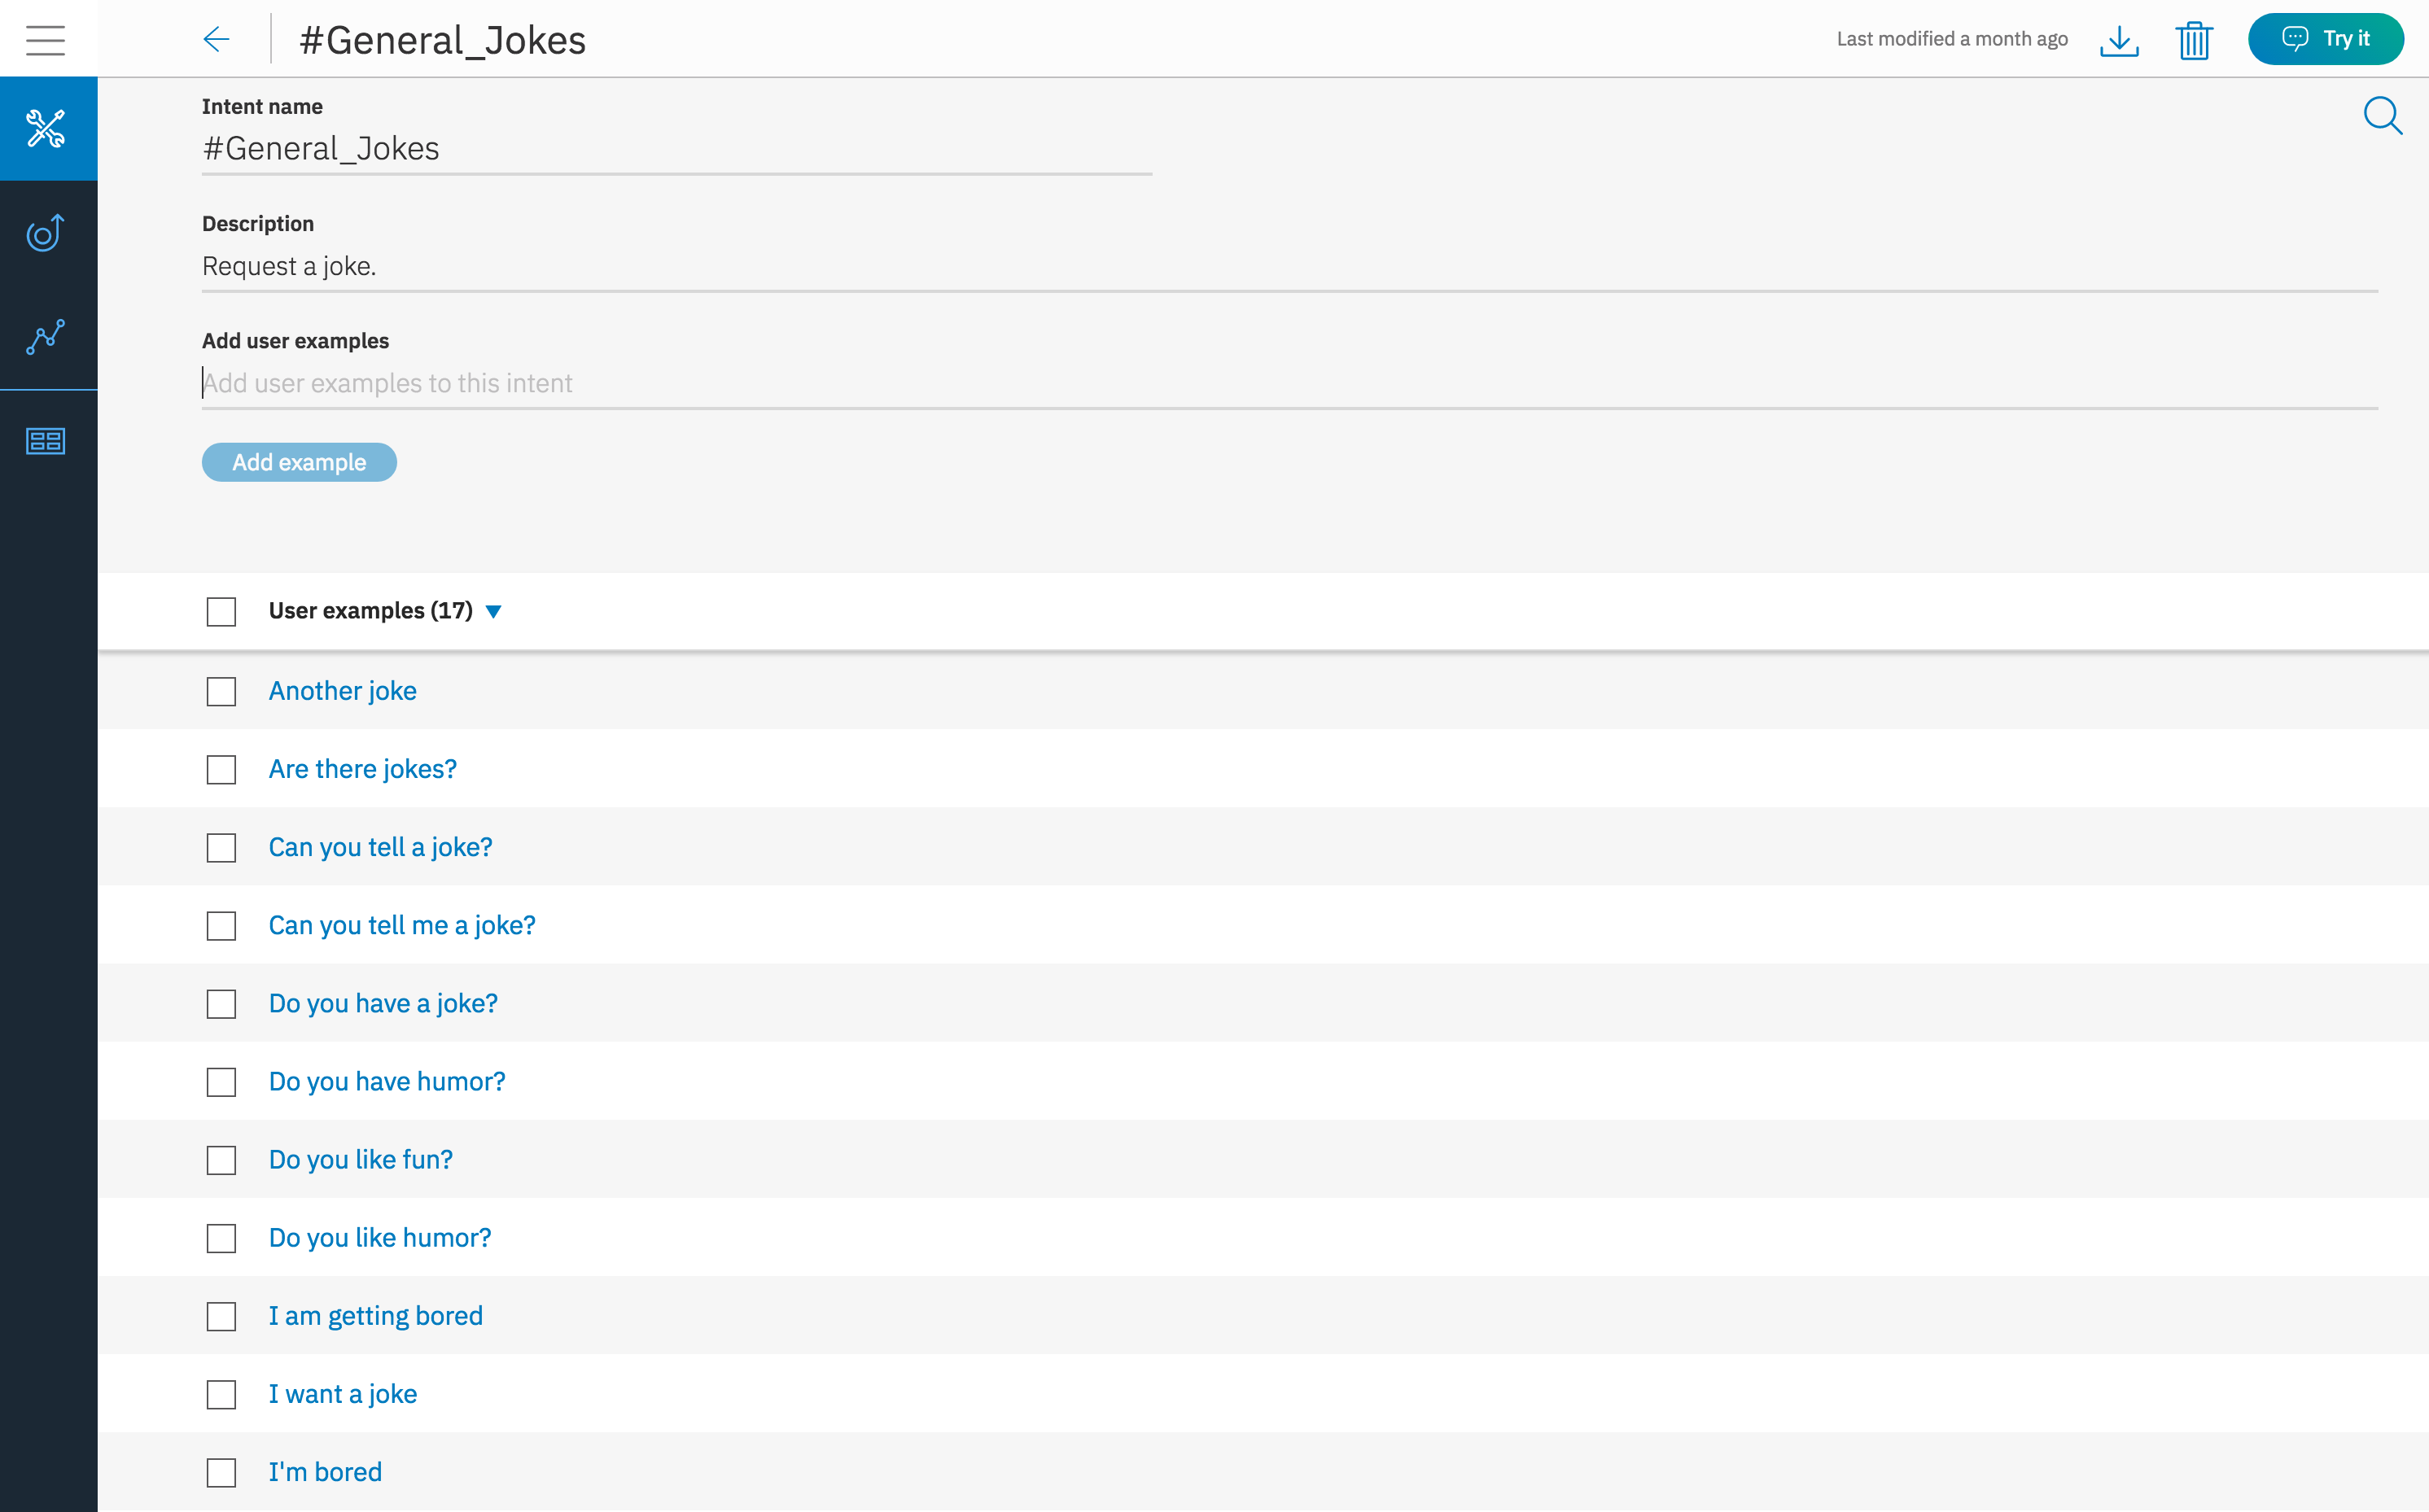 #General_Jokes
Last modified a month ago
Try it
Intent name
#General_Jokes
Description
Request a joke.
Add user examples
Add user examples to this intent
Add example
User examples (17)
Another joke
Are there jokes?
Can you tell a joke?
Can you tell me a joke?
Do you have a joke?
Do you have humor?
Do you like fun?
Do you like humor?
I am getting bored
I want a joke
I'm bored